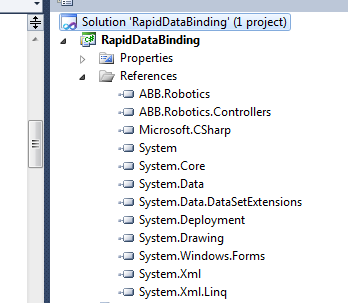 Solution 'RapidDataBinding' (1 project)
RapidDataBinding
Properties
References
ABB.Robotics
ABB.Robotics.Controllers
Microsoft.CSharp
System
System.Core
System.Data
System.Data.DataSetExtensions
System.Deployment
System.Drawing
System.Windows.Forms
System.Xml
System.Xml.Linq